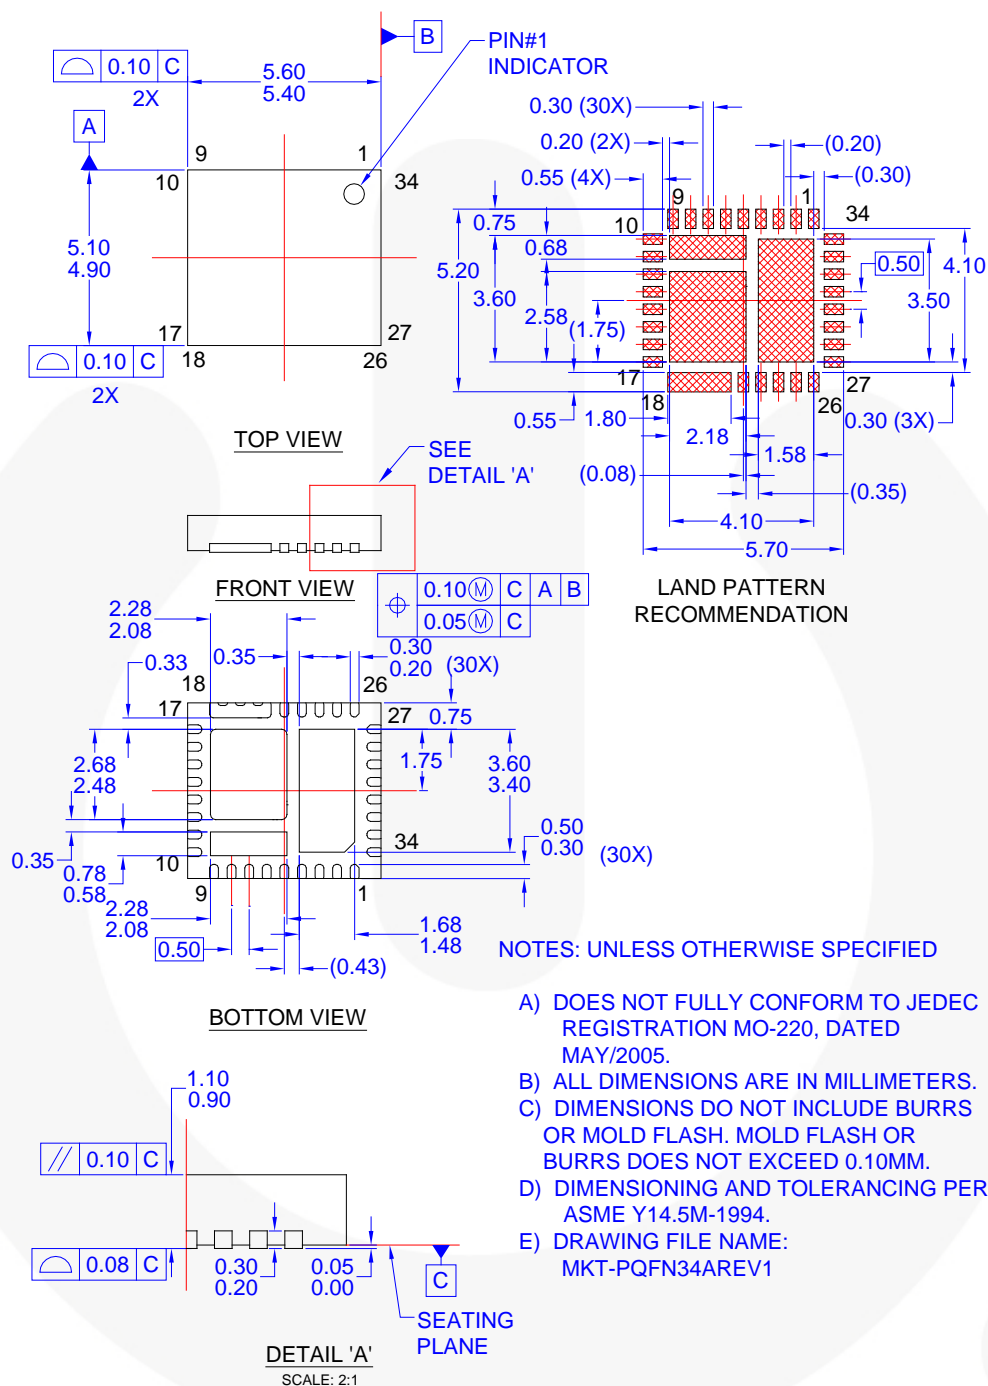 B
PIN#1
INDICATOR
0.10 C
2X
5.60
5.40
A
9
1
10
34
5.10
4.90
17
27
18
26
0.10 C
2X
TOP VIEW
0.30 (30X)
0.20 (2X)
(0.20)
0.55 (4X)
(0.30)
9
1
34
10
0.75
0.68
0.50
4.10
5.20
3.60
2.58
(1.75)
3.50
17
27
18
26
0.30 (3X)
0.55
1.80
2.18
1.58
(0.08)
(0.35)
4.10
5.70
LAND PATTERN
RECOMMENDATION
SEE
DETAIL 'A'
FRONT VIEW
0.10Ⓜ C A B
0.05Ⓜ C
2.28
2.08
0.33
0.35
0.30
0.20 (30X)
18
26
17
27
0.75
1.75
2.68
2.48
3.60
3.40
0.35
0.50
0.30 (30X)
10
34
0.78
0.58
9
1
2.28
2.08
1.68
1.48
0.50
(0.43)
BOTTOM VIEW
NOTES: UNLESS OTHERWISE SPECIFIED
A) DOES NOT FULLY CONFORM TO JEDEC
REGISTRATION MO-220, DATED
MAY/2005.
B) ALL DIMENSIONS ARE IN MILLIMETERS.
C) DIMENSIONS DO NOT INCLUDE BURRS
OR MOLD FLASH. MOLD FLASH OR
BURRS DOES NOT EXCEED 0.10MM.
D) DIMENSIONING AND TOLERANCING PER
ASME Y14.5M-1994.
E) DRAWING FILE NAME:
MKT-PQFN34AREV1
1.10
0.90
// 0.10 C
0.08 C
0.30
0.20
0.05
0.00
C
SEATING
PLANE
DETAIL 'A'
SCALE: 2:1